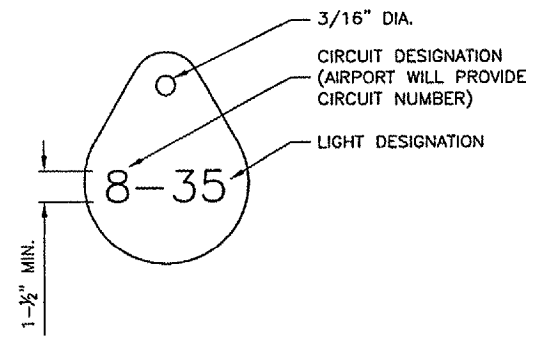 3/16" DIA.
CIRCUIT DESIGNATION
(AIRPORT WILL PROVIDE
CIRCUIT NUMBER)
LIGHT DESIGNATION
8-35
1-½" MIN.